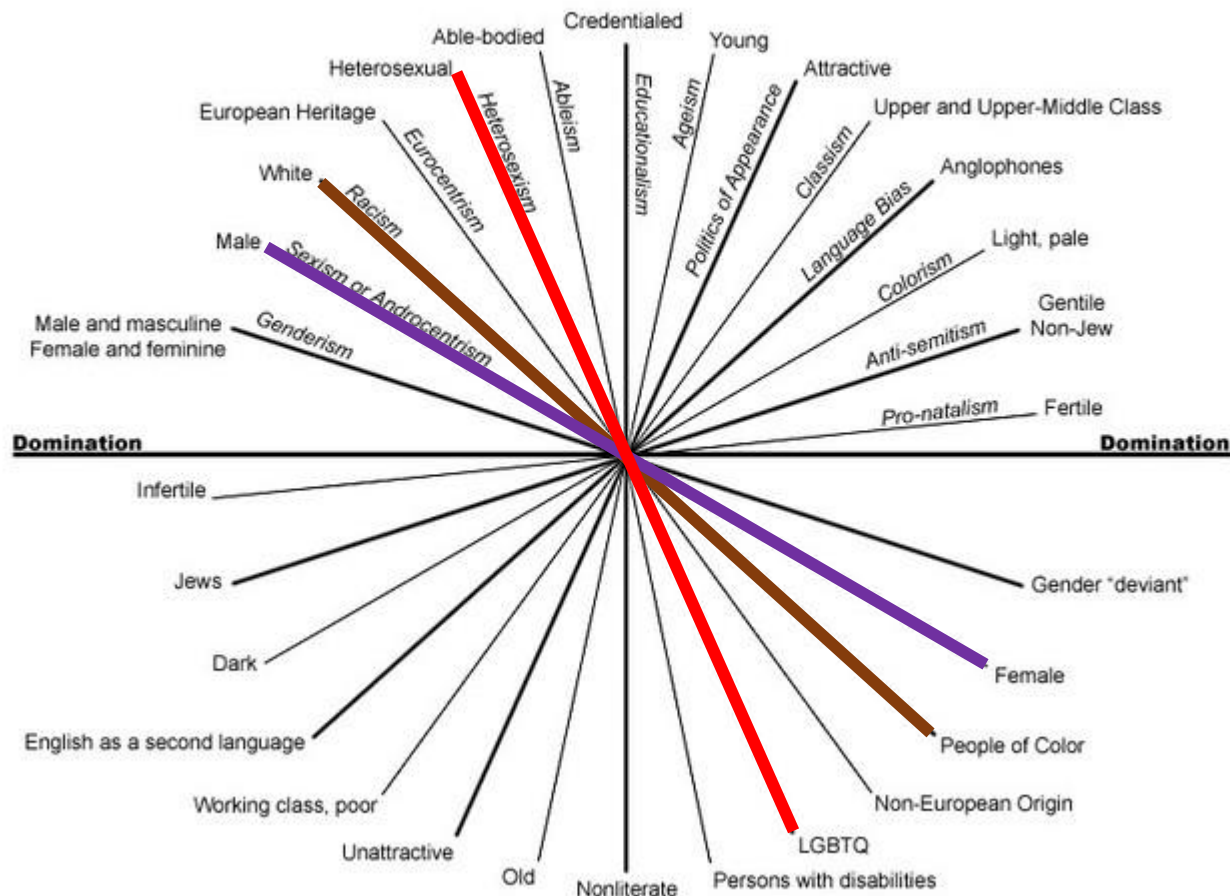 Credentialed
Able-bodied
Young
Heterosexual
Attractive
European Heritage
Upper and Upper-Middle Class
White
Anglophones
Male
Light, pale
Male and masculine
Female and feminine
Gentile
Non-Jew
Fertile
Genderism
Sexism or Androcentrism
Racism
Eurocentrism
Heterosexism
Ableism
Educationalism
Ageism
Politics of Appearance
Classism
Language Bias
Colorism
Anti-semitism
Pro-natalism
Domination
Domination
Infertile
Jews
Gender “deviant”
Dark
Female
English as a second language
People of Color
Working class, poor
Non-European Origin
Unattractive
LGBTQ
Old
Nonliterate
Persons with disabilities